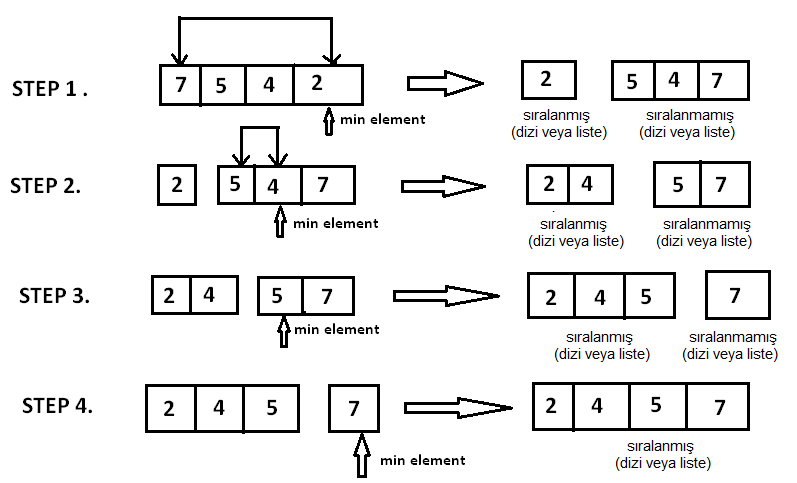 STEP 1 .
7 5 4 2
min element
2
sıralanmış
(dizi veya liste)
5 4 7
sıralanmamış
(dizi veya liste)
STEP 2.
2
5 4 7
min element
2 4
sıralanmış
(dizi veya liste)
5 7
sıralanmamış
(dizi veya liste)
STEP 3.
2 4
5 7
min element
2 4 5
sıralanmış
(dizi veya liste)
7
sıralanmamış
(dizi veya liste)
STEP 4.
2 4 5
7
min element
2 4 5 7
sıralanmış
(dizi veya liste)